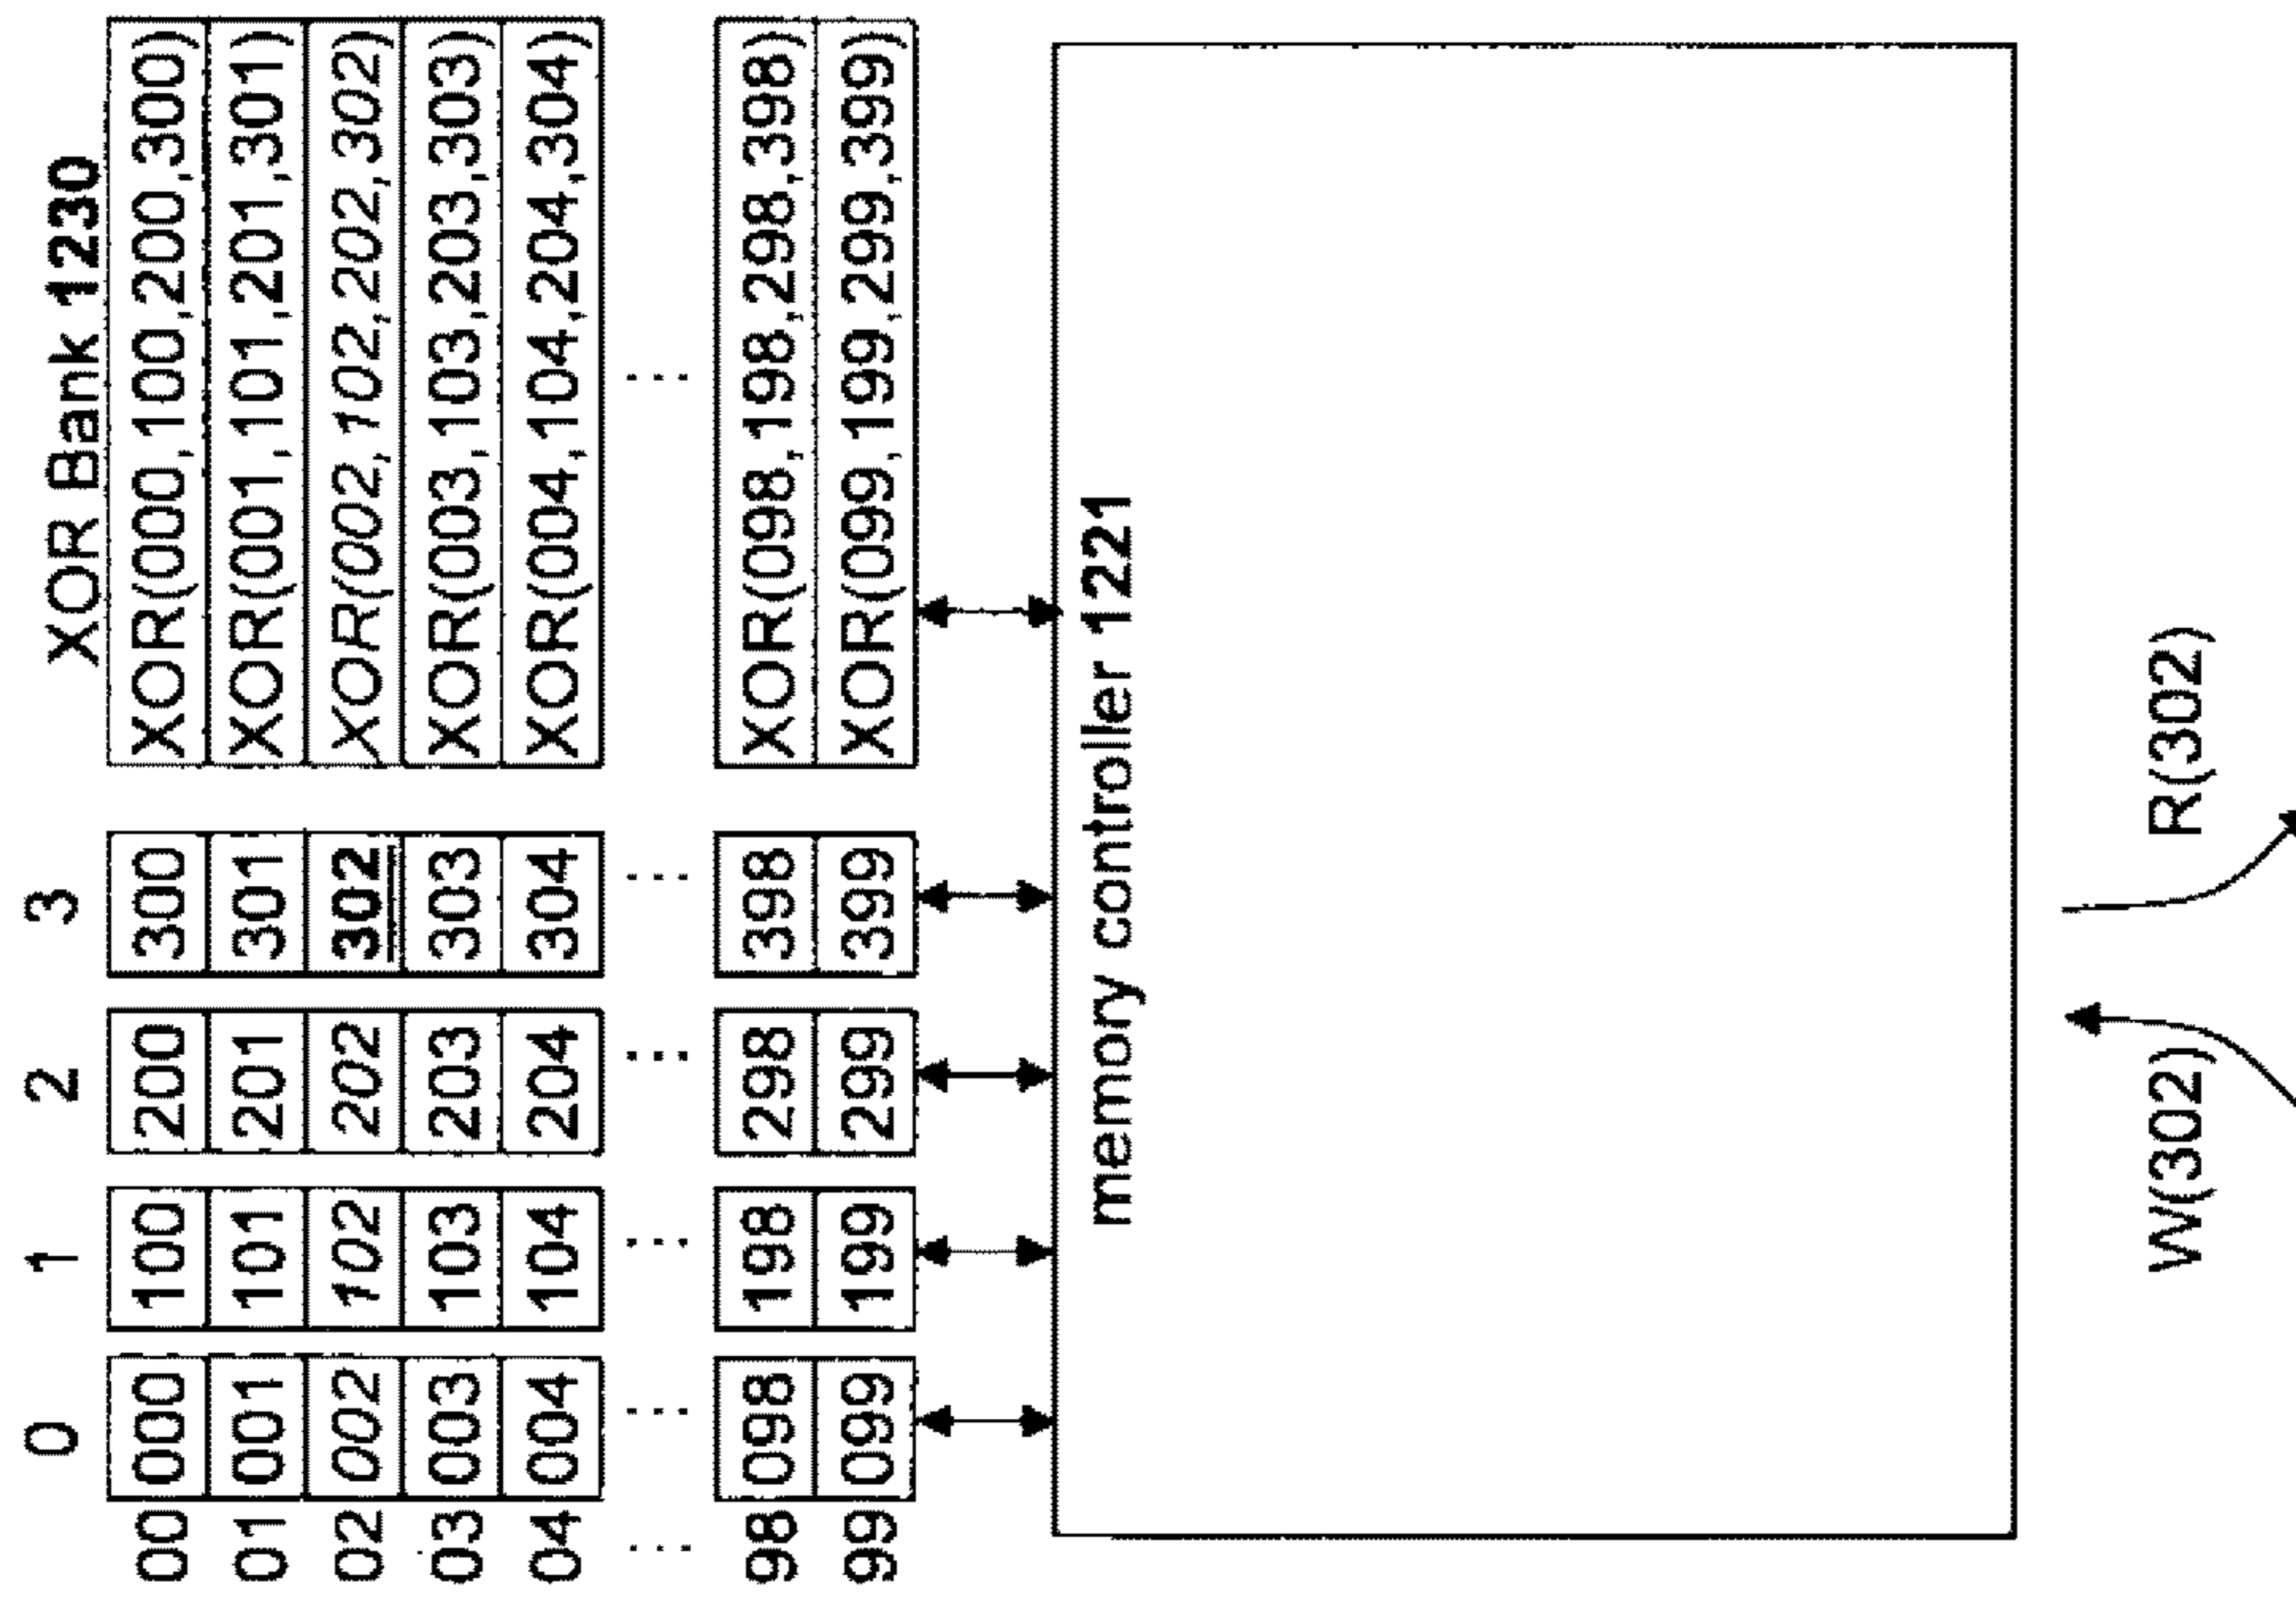 0 1 2 3 XOR Bank 1230
00 000 100 200 300 XOR(000,100,200,300)
01 001 101 201 301 XOR(001,101,201,301)
02 002 102 202 302 XOR(002,102,202,302)
03 003 103 203 303 XOR(003,103,203,303)
04 004 104 204 304 XOR(004,104,204,304)
... ... ... ... ... ...
98 098 198 298 398 XOR(098,198,298,398)
99 099 199 299 399 XOR(099,199,299,399)
memory controller 1221
W(302) R(302)